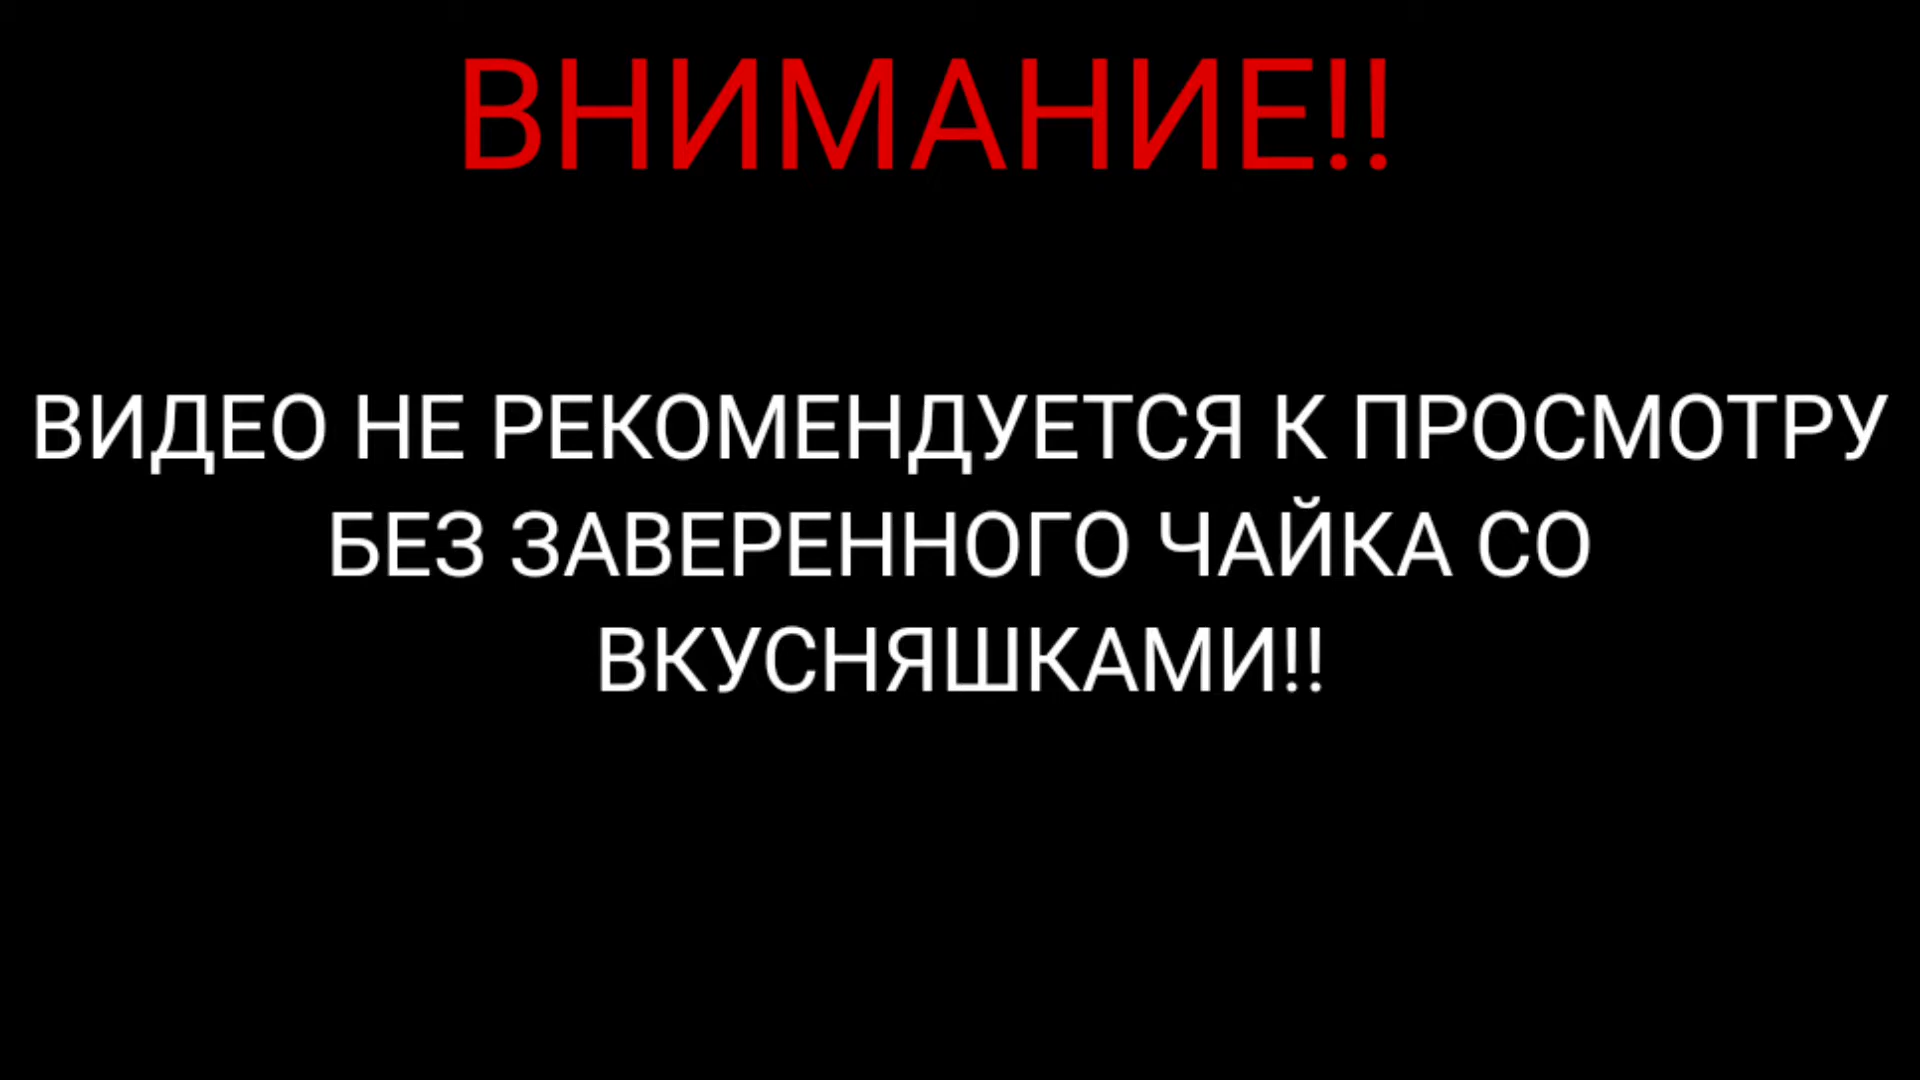 ВНИМАНИЕ!!
ВИДЕО НЕ РЕКОМЕНДУЕТСЯ К ПРОСМОТРУ
БЕЗ ЗАВЕРЕННОГО ЧАЙКА СО
ВКУСНЯШКАМИ!!